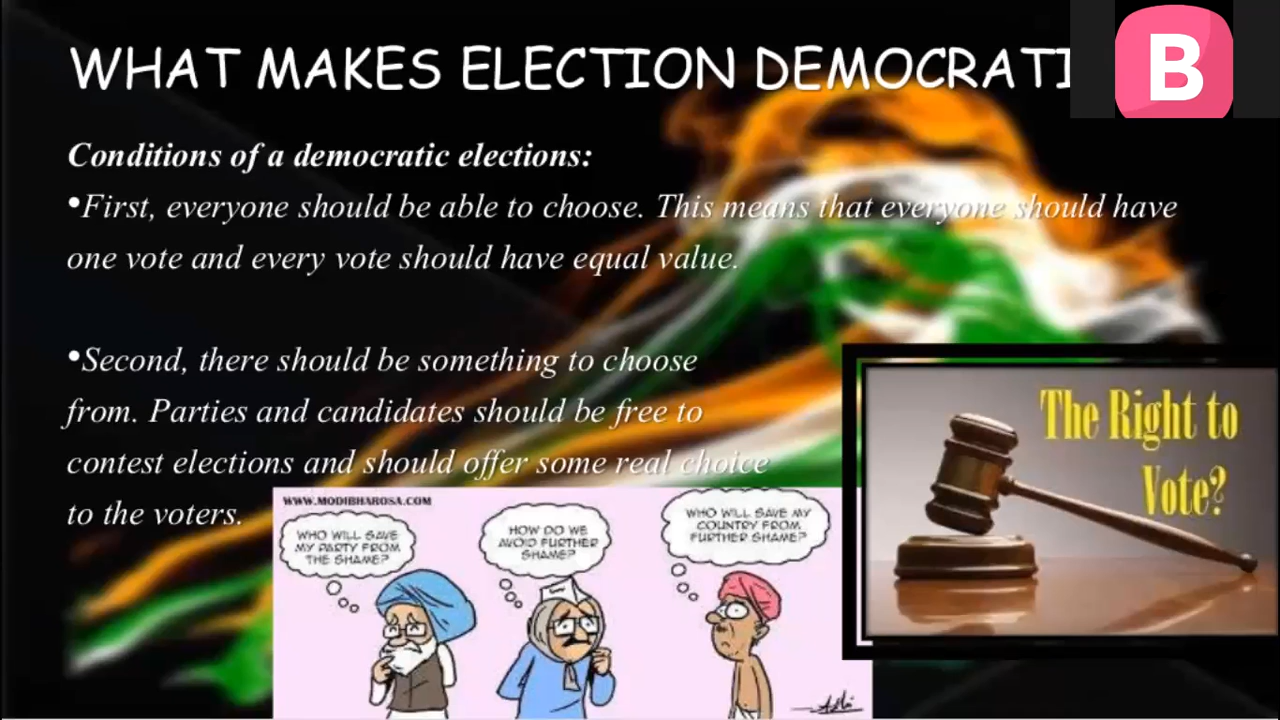 WHAT MAKES ELECTION DEMOCRATI
B
Conditions of a democratic elections:
•First, everyone should be able to choose. This means that everyone should have
one vote and every vote should have equal value.
•Second, there should be something to choose
from. Parties and candidates should be free to
contest elections and should offer some real choice
to the voters.
The Right to
Vote?
WWW.MODIBHAROSA.COM
WHO WILL SAVE
MY PARTY FROM
THE SHAME?
HOW DO WE
AVOID FURTHER
SHAME?
WHO WILL SAVE MY
COUNTRY FROM
FURTHER SHAME?